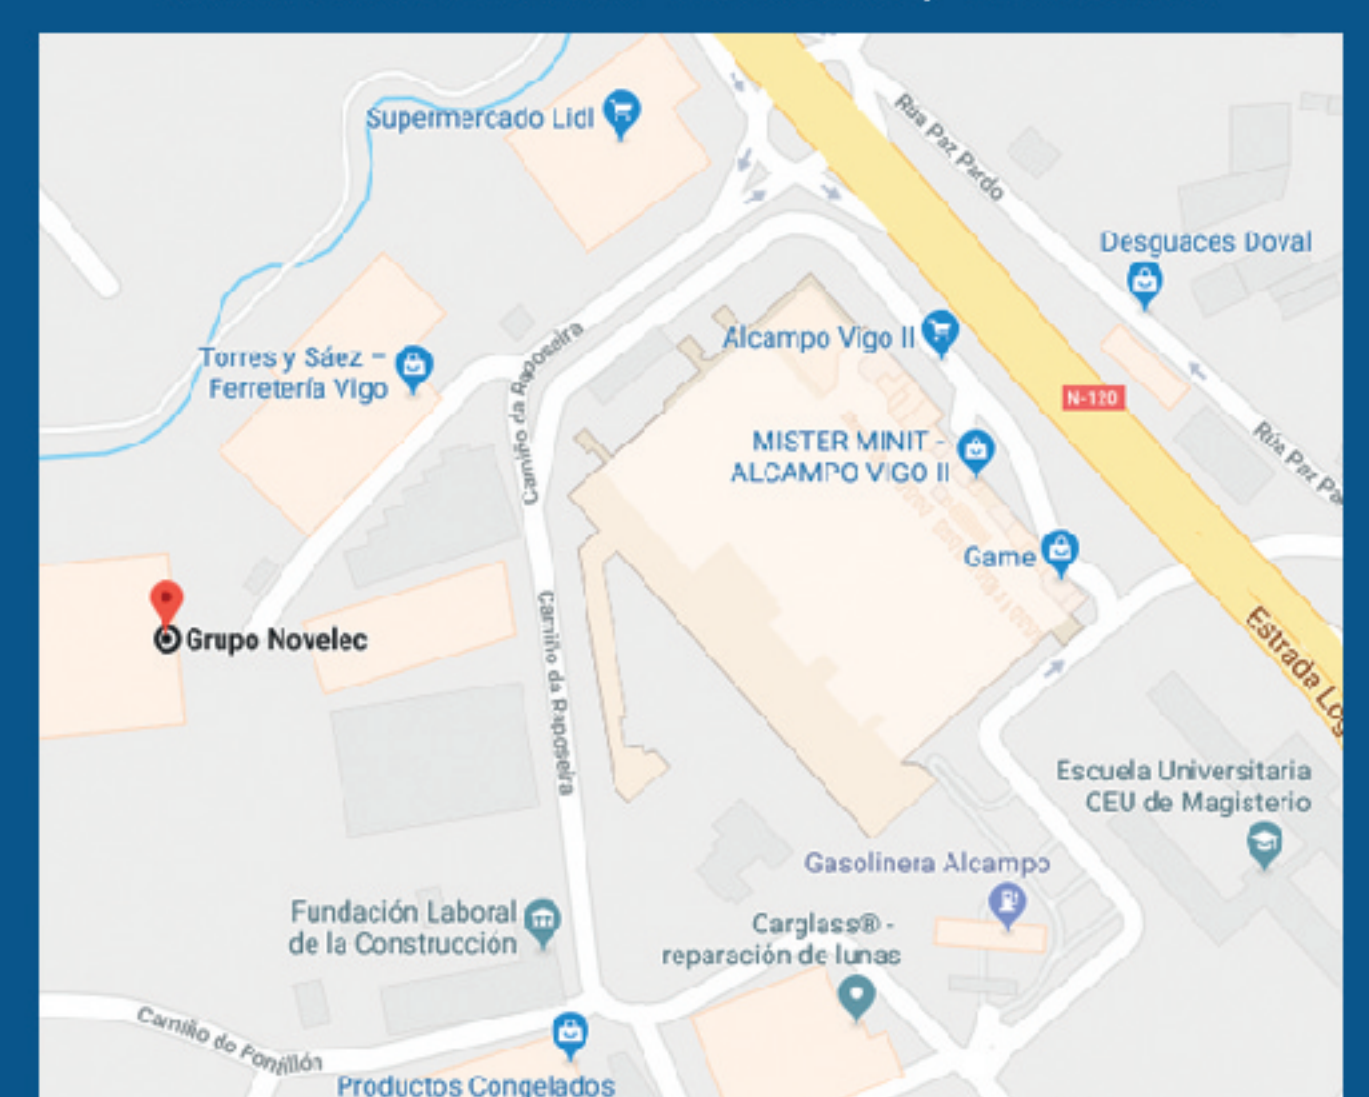 Supermercado Lidl
Rúa Paz Pardo
Desguaces Doval
Alcampo Vigo II
Torres y Sáez –
Ferretería Vigo
Camiño da Raposeira
N-120
MISTER MINIT -
ALCAMPO VIGO II
Rúa Paz Pa
Game
Grupo Novelec
Camiño da Raposeira
Estrada Log
Escuela Universitaria
CEU de Magisterio
Gasolinera Alcampo
Fundación Laboral
de la Construcción
Carglass® -
reparación de lunas
Camiño do Pontillón
Productos Congelados